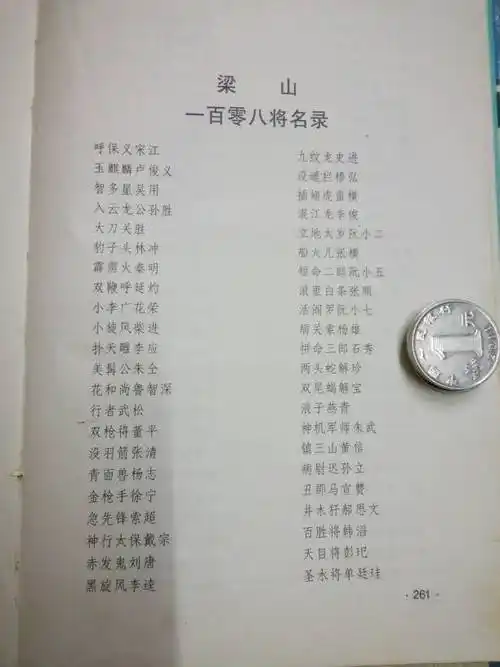 梁 山
一百零八将名录
呼保义宋江
玉麒麟卢俊义
智多星吴用
入云龙公孙胜
大刀关胜
豹子头林冲
霹雳火秦明
双鞭呼延灼
小李广花荣
小旋风柴进
扑天雕李应
美髯公朱仝
花和尚鲁智深
行者武松
双枪将董平
没羽箭张清
青面兽杨志
金枪手徐宁
急先锋索超
神行太保戴宗
赤发鬼刘唐
黑旋风李逵
九纹龙史进
没遮拦穆弘
插翅虎雷横
混江龙李俊
立地太岁阮小二
船火儿张横
短命二郎阮小五
浪里白条张顺
活阎罗阮小七
病关索杨雄
拼命三郎石秀
两头蛇解珍
双尾蝎解宝
浪子燕青
神机军师朱武
镇三山董信
病尉迟孙立
丑郡马宣赞
井木犴郝思文
百胜将韩滔
天目将彭玘
圣水将单廷珪
·261·